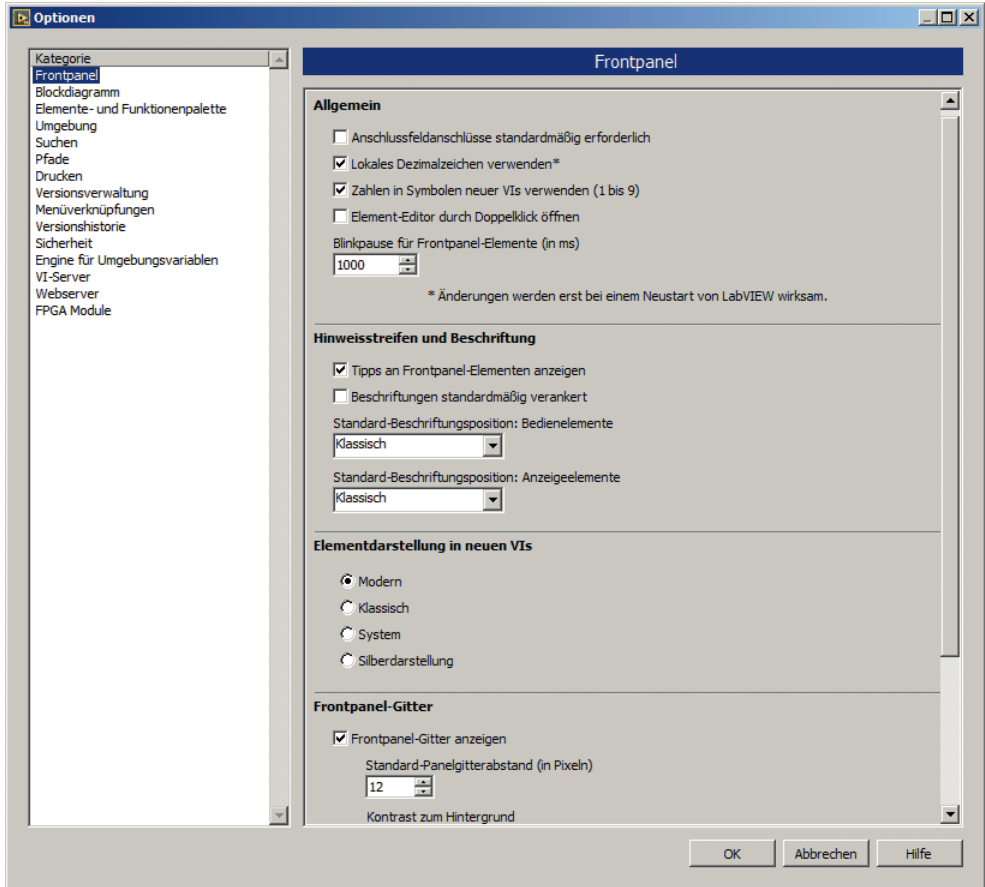 Optionen
Kategorie
Frontpanel
Blockdiagramm
Elemente- und Funktionenpalette
Umgebung
Suchen
Pfade
Drucken
Versionsverwaltung
Menüverknüpfungen
Versionshistorie
Sicherheit
Engine für Umgebungsvariablen
VI-Server
Webserver
FPGA Module
Frontpanel
Allgemein
Anschlussfeldanschlüsse standardmäßig erforderlich
Lokales Dezimalzeichen verwenden*
Zahlen in Symbolen neuer VIs verwenden (1 bis 9)
Element-Editor durch Doppelklick öffnen
Blinkpause für Frontpanel-Elemente (in ms)
1000
* Änderungen werden erst bei einem Neustart von LabVIEW wirksam.
Hinweisstreifen und Beschriftung
Tipps an Frontpanel-Elementen anzeigen
Beschriftungen standardmäßig verankert
Standard-Beschriftungsposition: Bedienelemente
Klassisch
Standard-Beschriftungsposition: Anzeigeelemente
Klassisch
Elementdarstellung in neuen VIs
Modern
Klassisch
System
Silberdarstellung
Frontpanel-Gitter
Frontpanel-Gitter anzeigen
Standard-Panelgitterabstand (in Pixeln)
12
Kontrast zum Hintergrund
OK Abbrechen Hilfe